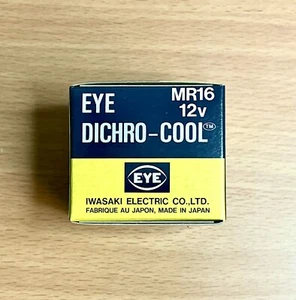 EYE
MR16
12v
DICHRO-COOL™
EYE
IWASAKI ELECTRIC CO.,LTD.
FABRIQUE AU JAPON, MADE IN JAPAN